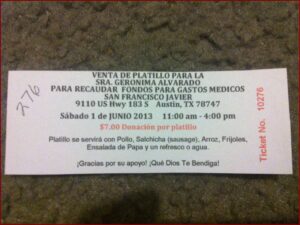 VENTA DE PLATILLO PARA LA
SRA. GERONIMA ALVARADO
PARA RECAUDAR FONDOS PARA GASTOS MEDICOS
SAN FRANCISCO JAVIER
9110 US Hwy 183 S Austin, TX 78747
Sábado 1 de JUNIO 2013 11:00 am - 04:00 pm
$7.00 Donación por platillo
Platillo se servirá con Pollo, Salchicha (sausage), Arroz, Frijoles,
Ensalada de Papa y un refresco o agua.
¡Gracias por su apoyo! ¡Qué Dios Te Bendiga!
276
Ticket No. 10276